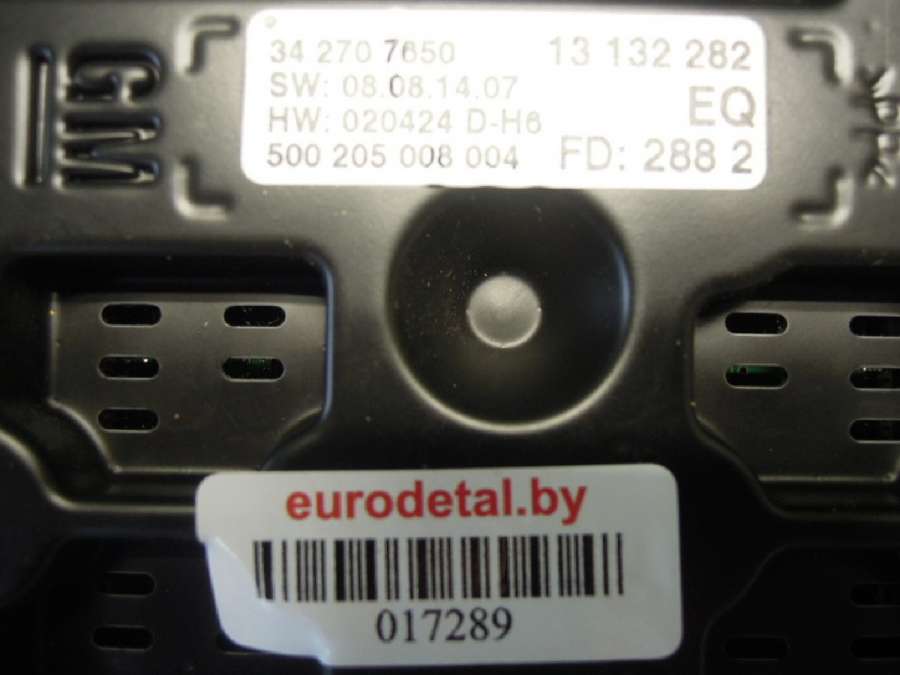 GM
34 270 7650 13 132 282
SW: 08.08.14.07 EQ
HW: 020424 D-H6
500 205 008 004 FD: 288 2
eurodetal.by
017289